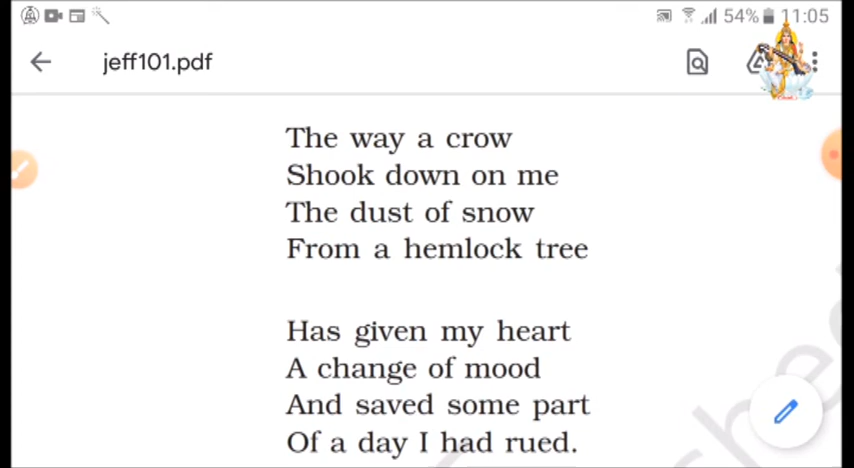 54% 11:05
jeff101.pdf
The way a crow
Shook down on me
The dust of snow
From a hemlock tree
Has given my heart
A change of mood
And saved some part
Of a day I had rued.